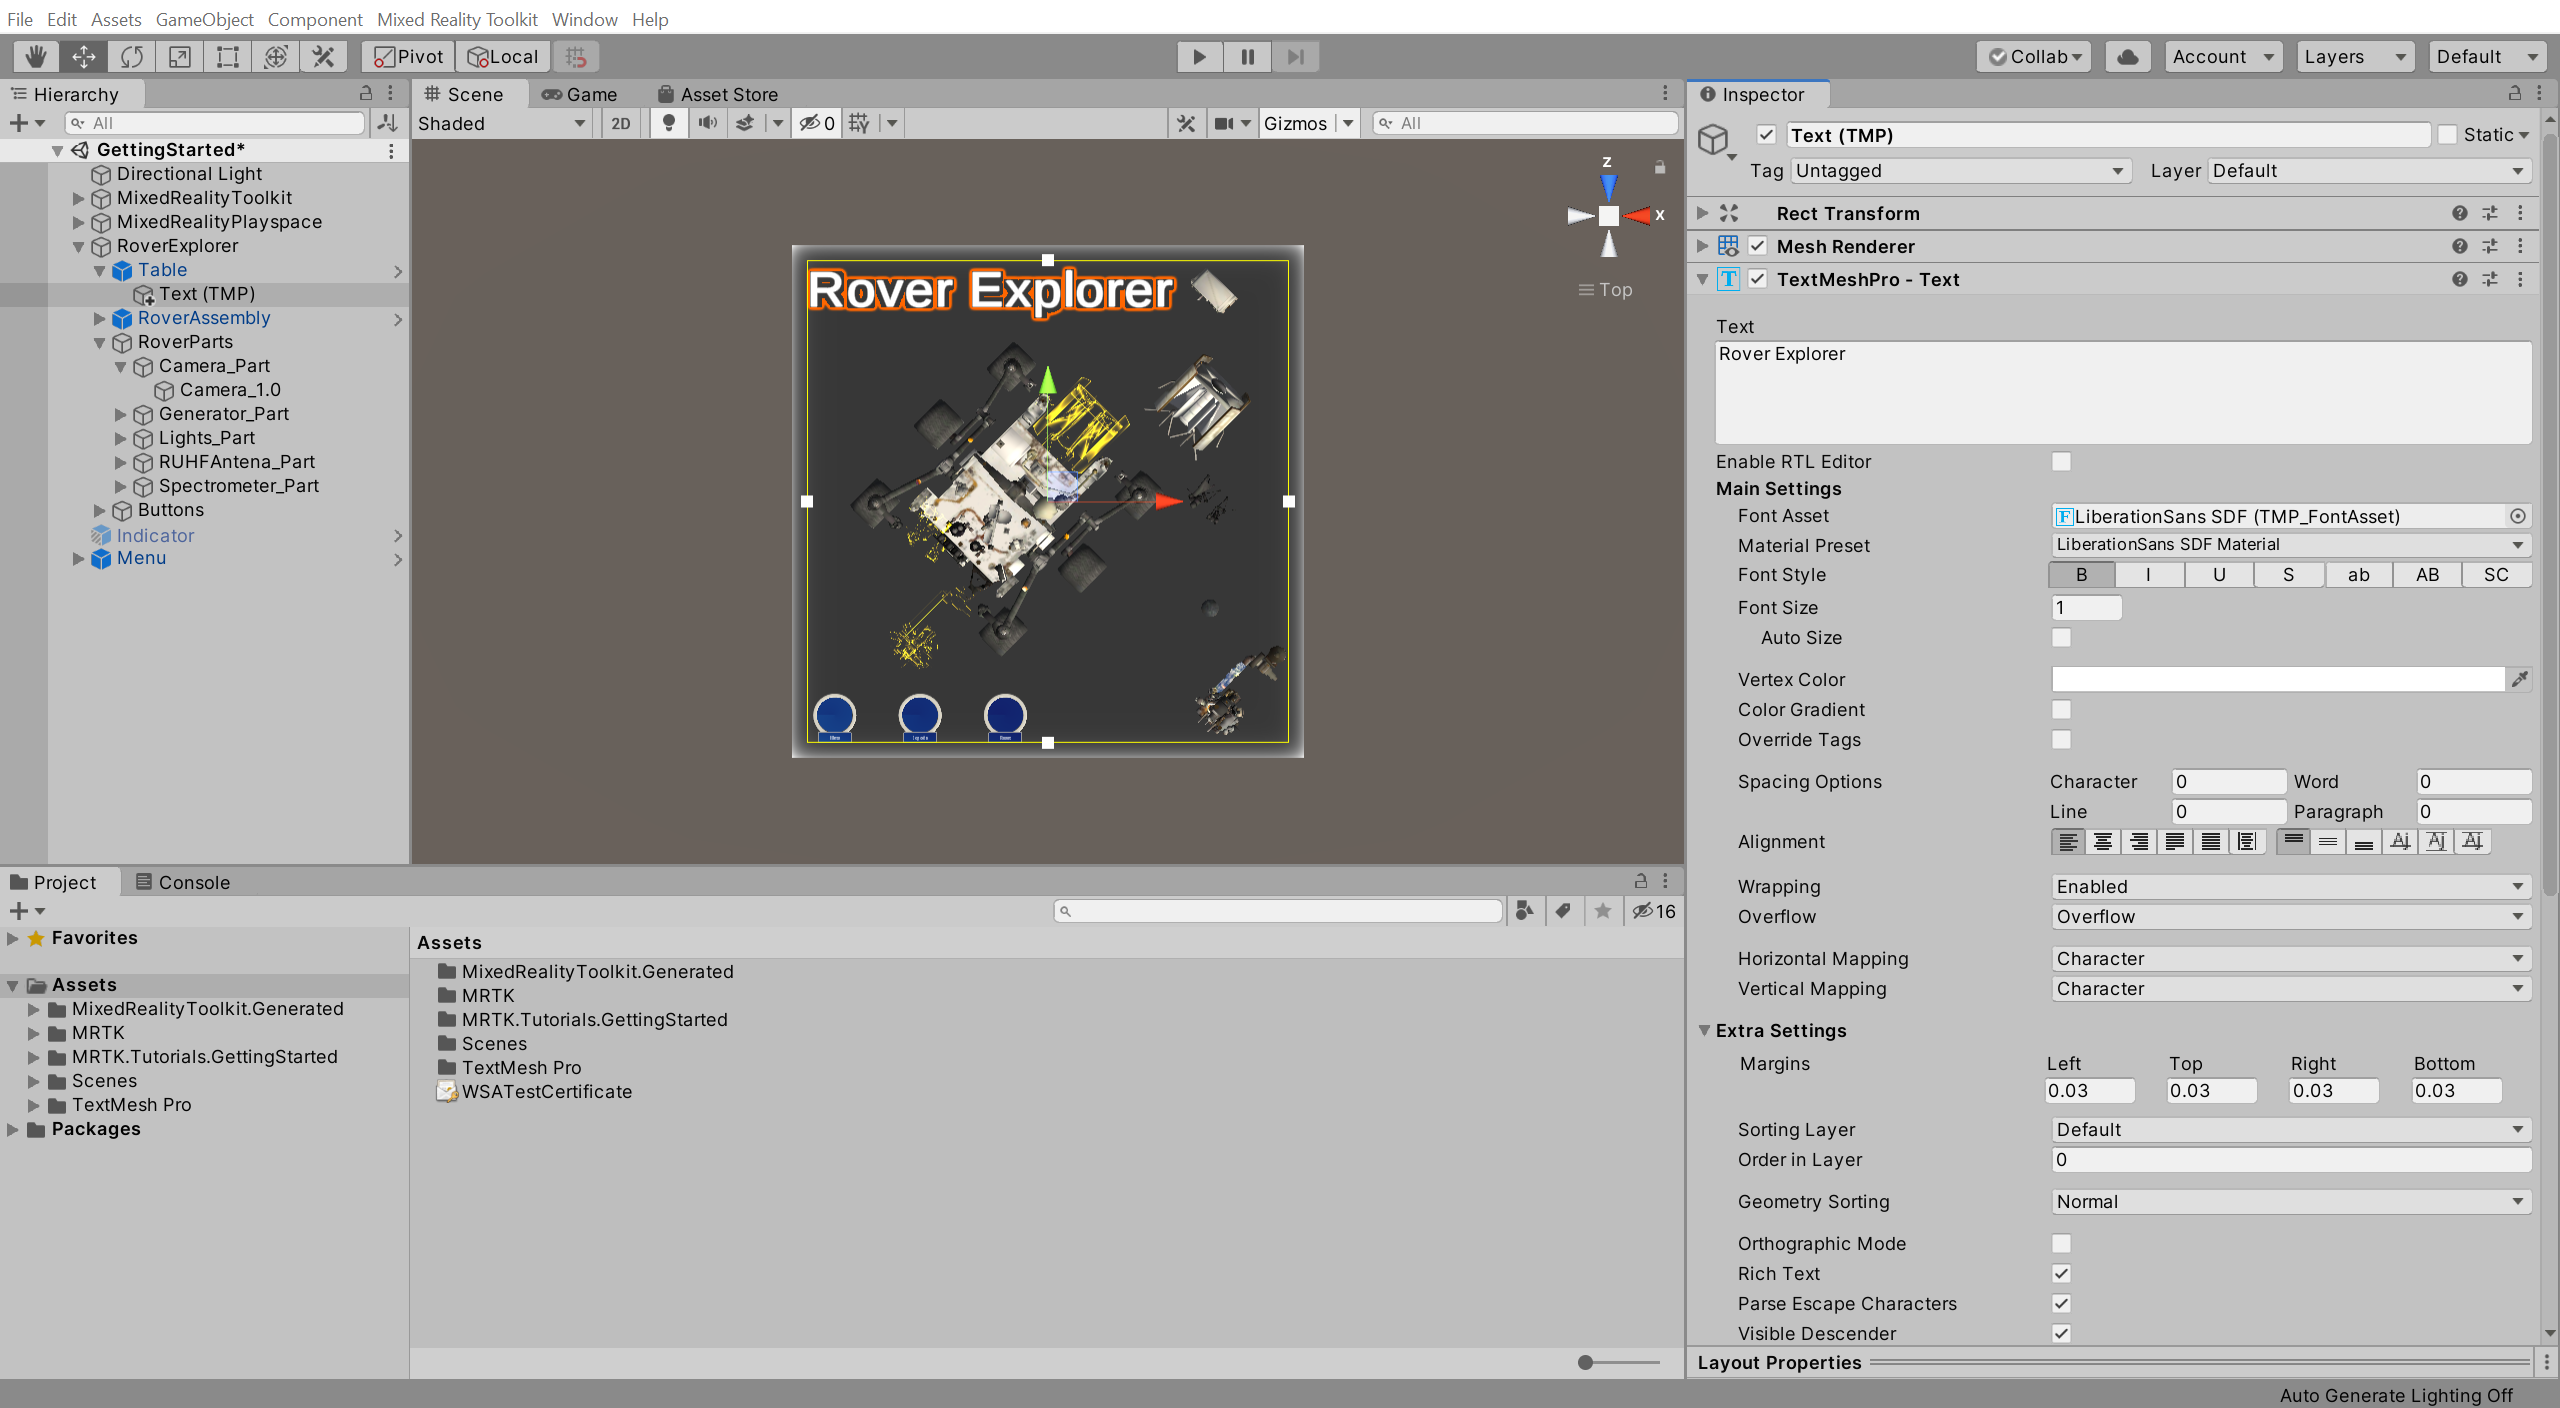 File Edit Assets GameObject Component Mixed Reality Toolkit Window Help
Pivot Local Collab Account Layers Default
Hierarchy
All
GettingStarted*
Directional Light
MixedRealityToolkit
MixedRealityPlayspace
RoverExplorer
Table
Text (TMP)
RoverAssembly
RoverParts
Camera_Part
Camera_1.0
Generator_Part
Lights_Part
RUHFAntena_Part
Spectrometer_Part
Buttons
Indicator
Menu
Scene Game Asset Store
Shaded 2D 0 Gizmos All
z
x
Top
Rover Explorer
Project Console
16
Favorites
Assets
MixedRealityToolkit.Generated
MRTK
MRTK.Tutorials.GettingStarted
Scenes
TextMesh Pro
Packages
Assets
MixedRealityToolkit.Generated
MRTK
MRTK.Tutorials.GettingStarted
Scenes
TextMesh Pro
WSATestCertificate
Inspector
Text (TMP) Static
Tag Untagged Layer Default
Rect Transform
Mesh Renderer
TextMeshPro - Text
Text
Rover Explorer
Enable RTL Editor
Main Settings
Font Asset LiberationSans SDF (TMP_FontAsset)
Material Preset LiberationSans SDF Material
Font Style B I U S ab AB SC
Font Size 1
Auto Size
Vertex Color
Color Gradient
Override Tags
Spacing Options Character 0 Word 0
Line 0 Paragraph 0
Alignment
Wrapping Enabled
Overflow Overflow
Horizontal Mapping Character
Vertical Mapping Character
Extra Settings
Margins Left Top Right Bottom
0.03 0.03 0.03 0.03
Sorting Layer Default
Order in Layer 0
Geometry Sorting Normal
Orthographic Mode
Rich Text
Parse Escape Characters
Visible Descender
Layout Properties
Auto Generate Lighting Off